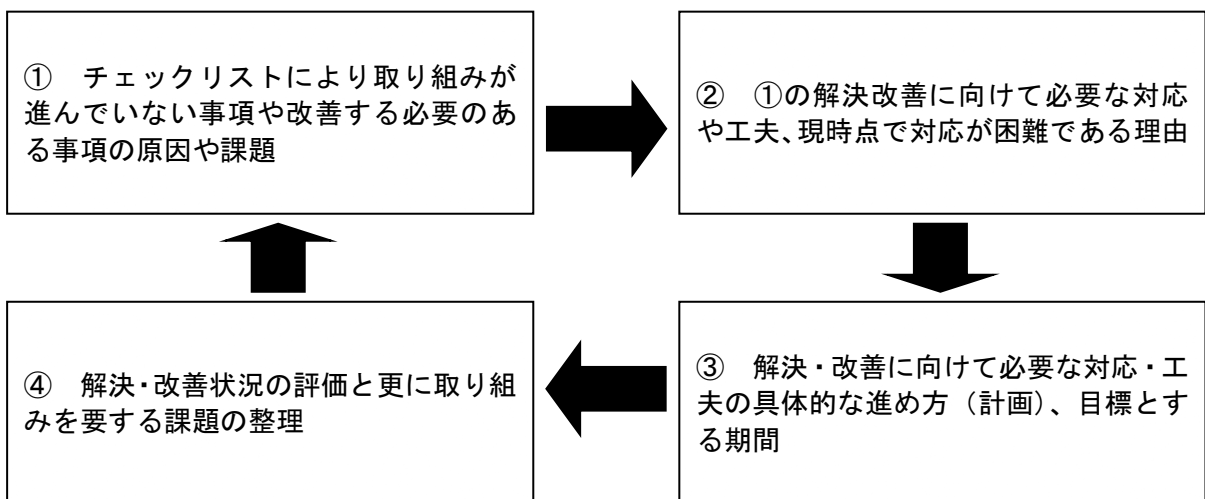 ① チェックリストにより取り組みが
進んでいない事項や改善する必要のあ
る事項の原因や課題
② ①の解決改善に向けて必要な対応
や工夫、現時点で対応が困難である理由
③ 解決・改善に向けて必要な対応・工
夫の具体的な進め方（計画）、目標とす
る期間
④ 解決・改善状況の評価と更に取り組
みを要する課題の整理